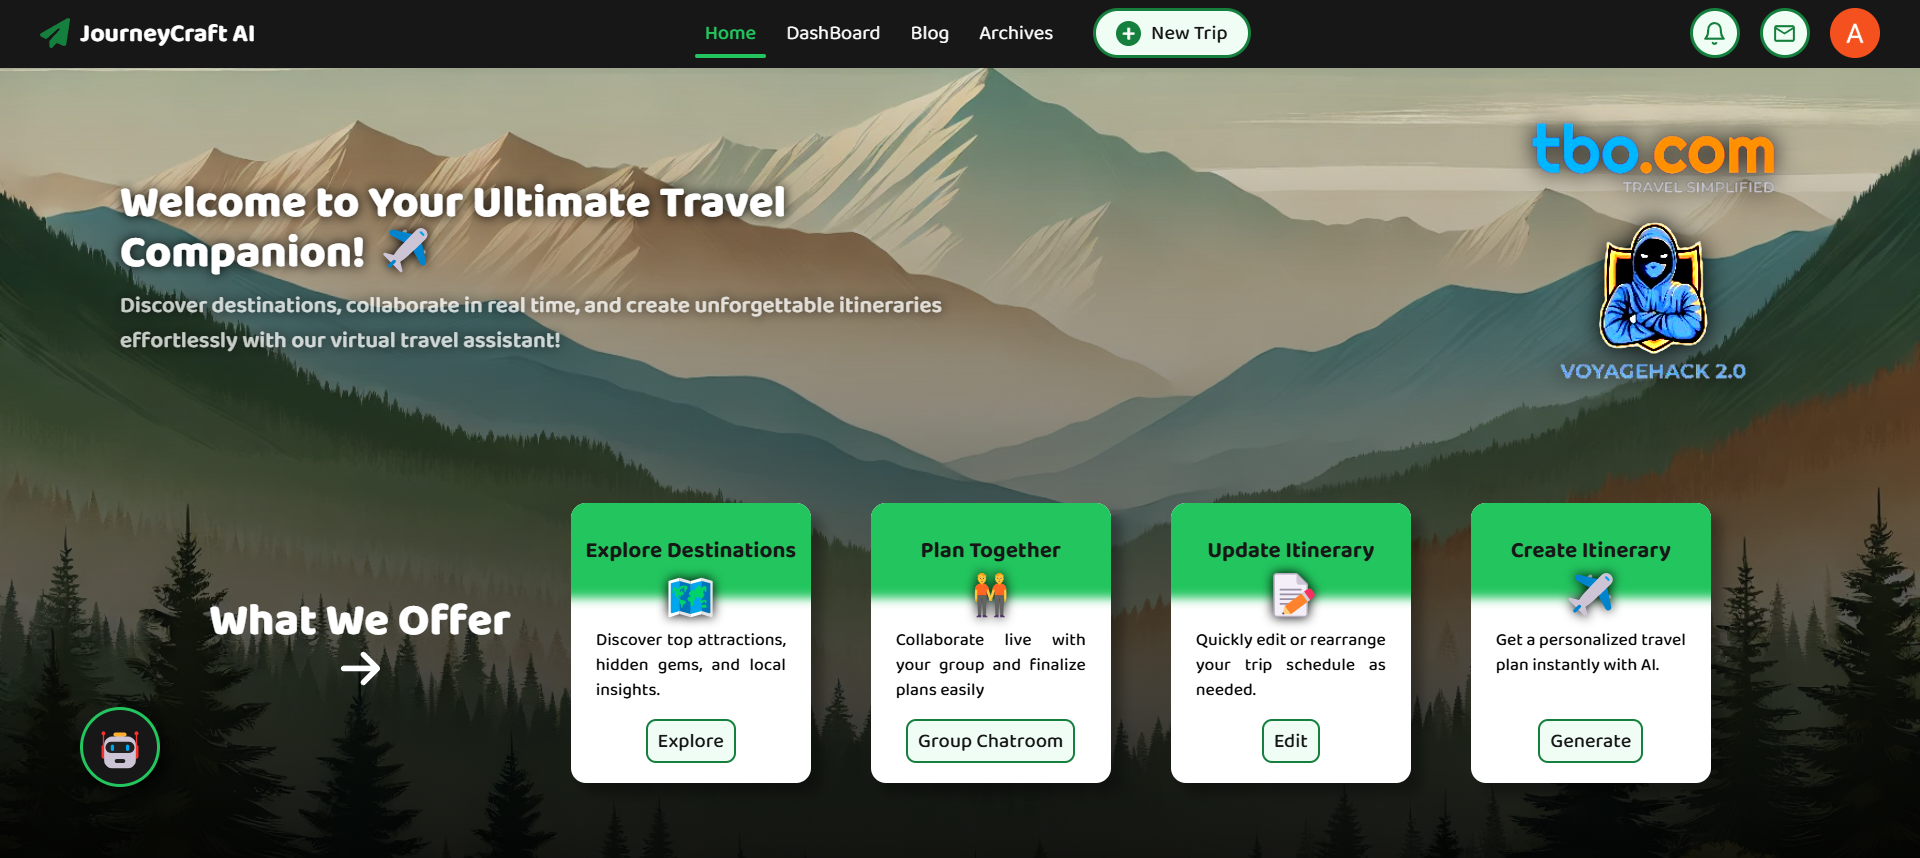 JourneyCraft AI
Home
DashBoard
Blog
Archives
New Trip
A
Welcome to Your Ultimate Travel
Companion!
Discover destinations, collaborate in real time, and create unforgettable itineraries
effortlessly with our virtual travel assistant!
tbo.com
TRAVEL SIMPLIFIED
VOYAGEHACK 2.0
What We Offer
Explore Destinations
Discover top attractions,
hidden gems, and local
insights.
Explore
Plan Together
Collaborate live with
your group and finalize
plans easily
Group Chatroom
Update Itinerary
Quickly edit or rearrange
your trip schedule as
needed.
Edit
Create Itinerary
Get a personalized travel
plan instantly with AI.
Generate